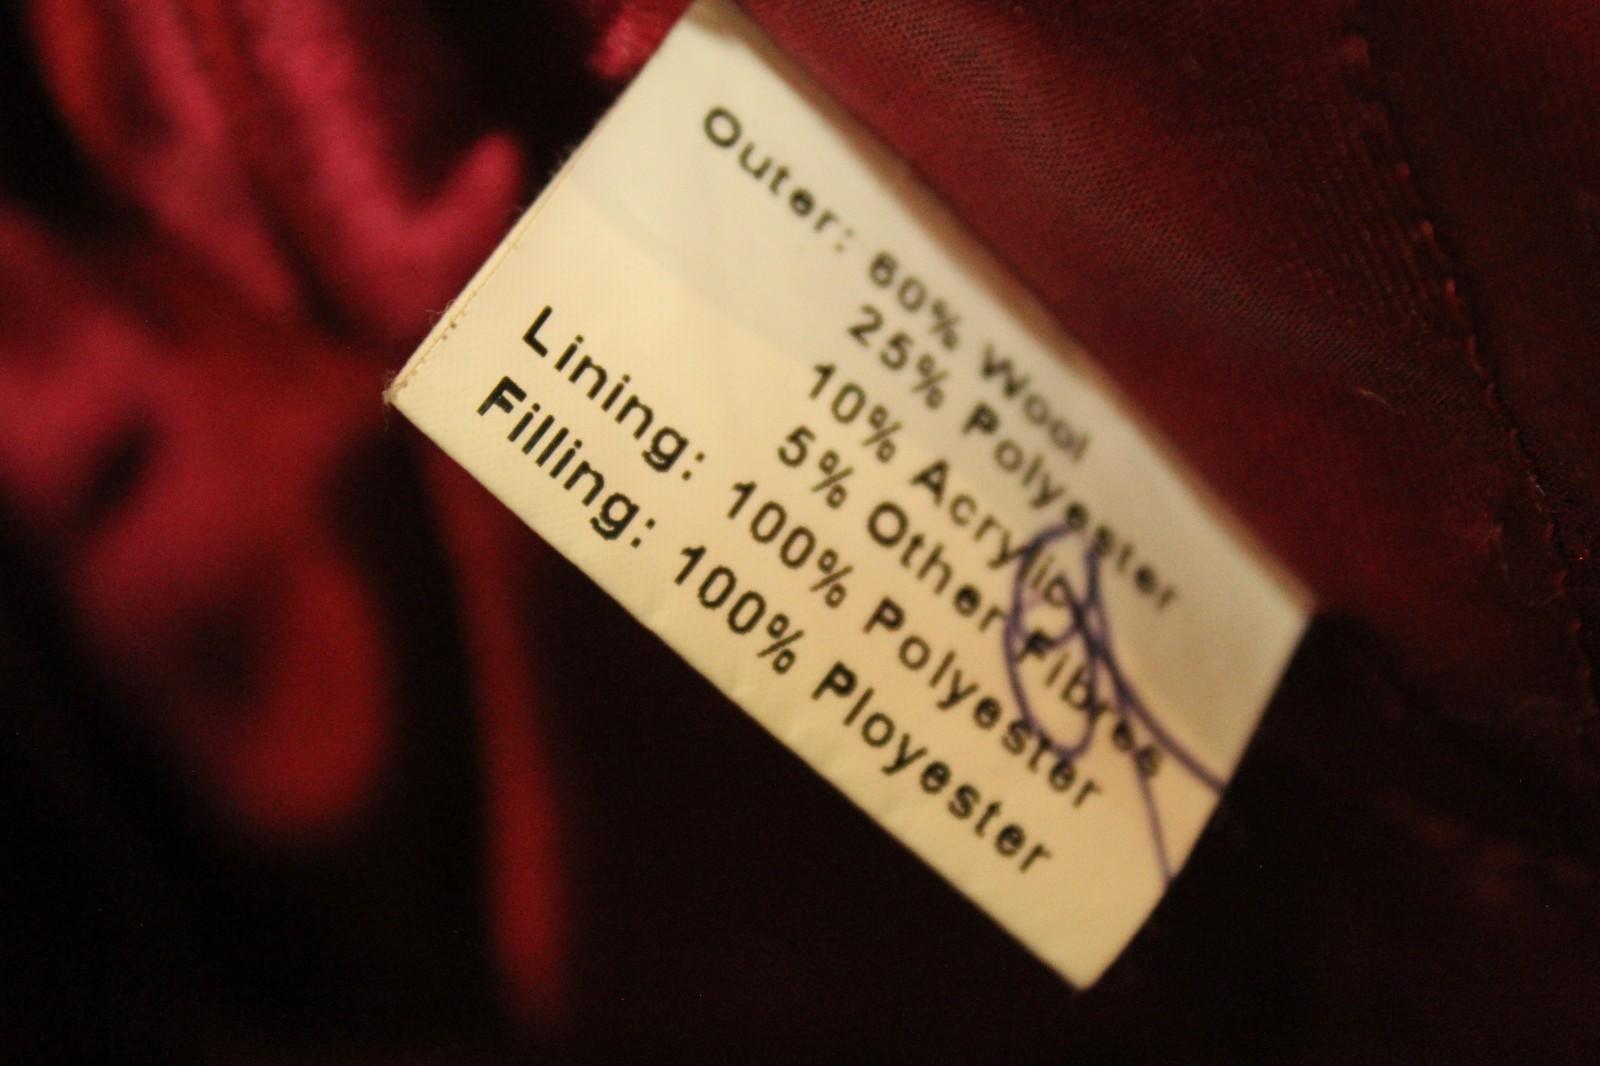 Outer: 60% Wool
25% Polyester
10% Acrylic
5% Other Fibres
Lining: 100% Polyester
Filling: 100% Ployester